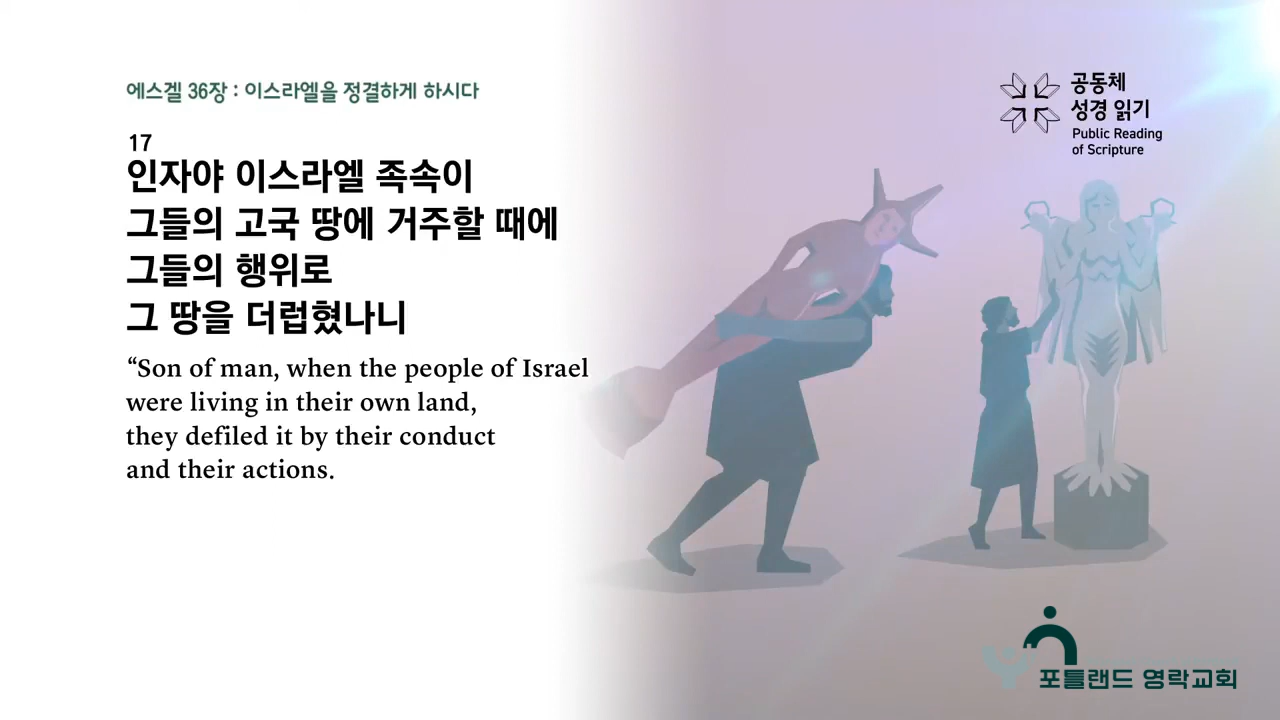 에스겔 36장 : 이스라엘을 정결하게 하시다
공동체
성경 읽기
Public Reading
of Scripture
17
인자야 이스라엘 족속이
그들의 고국 땅에 거주할 때에
그들의 행위로
그 땅을 더럽혔나니
“Son of man, when the people of Israel
were living in their own land,
they defiled it by their conduct
and their actions.
포틀랜드 영락교회